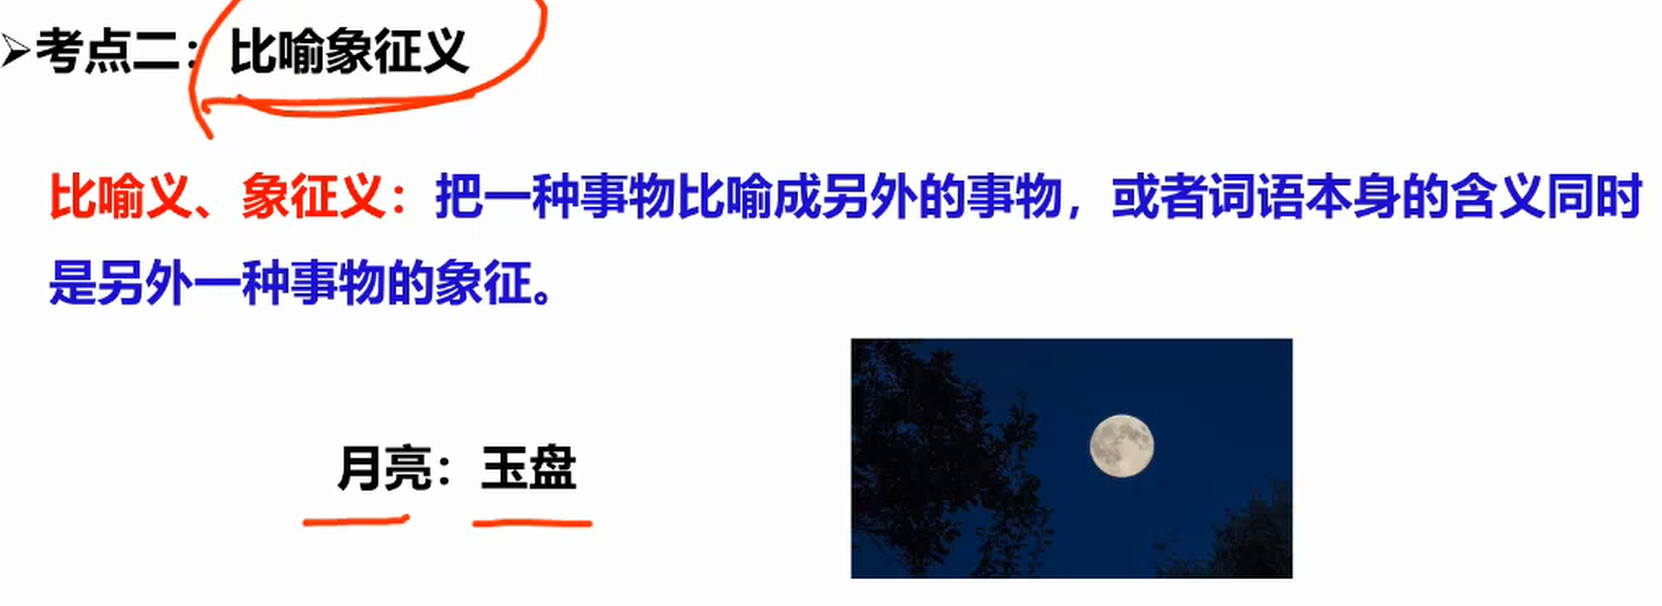 ➢考点二：比喻象征义
比喻义、象征义：把一种事物比喻成另外的事物，或者词语本身的含义同时
是另外一种事物的象征。
月亮：玉盘